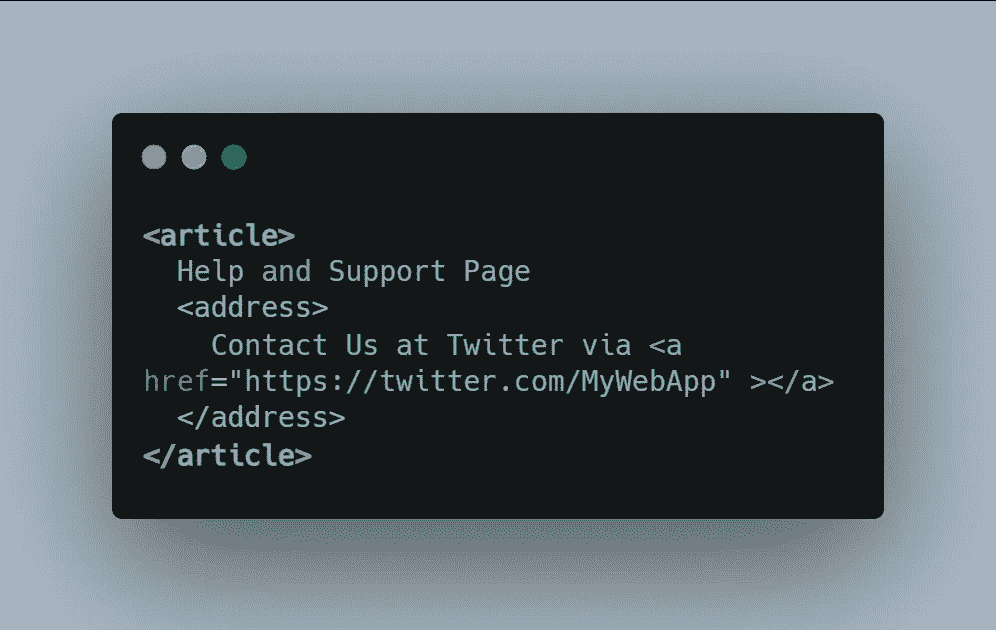 <article>
Help and Support Page
<address>
Contact Us at Twitter via <a
href="https://twitter.com/MyWebApp" ></a>
</address>
</article>